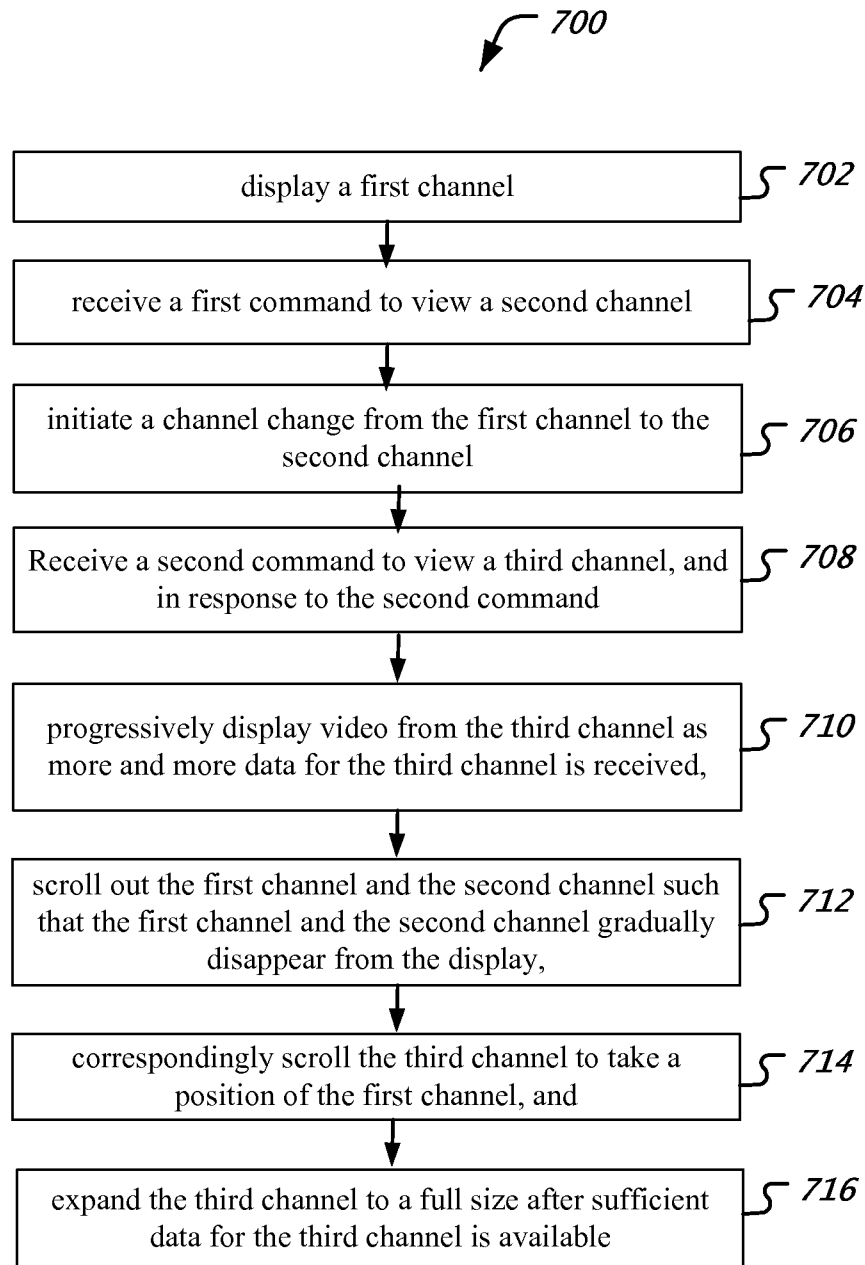 700
display a first channel
702
receive a first command to view a second channel
704
initiate a channel change from the first channel to the
second channel
706
Receive a second command to view a third channel, and
in response to the second command
708
progressively display video from the third channel as
more and more data for the third channel is received,
710
scroll out the first channel and the second channel such
that the first channel and the second channel gradually
disappear from the display,
712
correspondingly scroll the third channel to take a
position of the first channel, and
714
expand the third channel to a full size after sufficient
data for the third channel is available
716